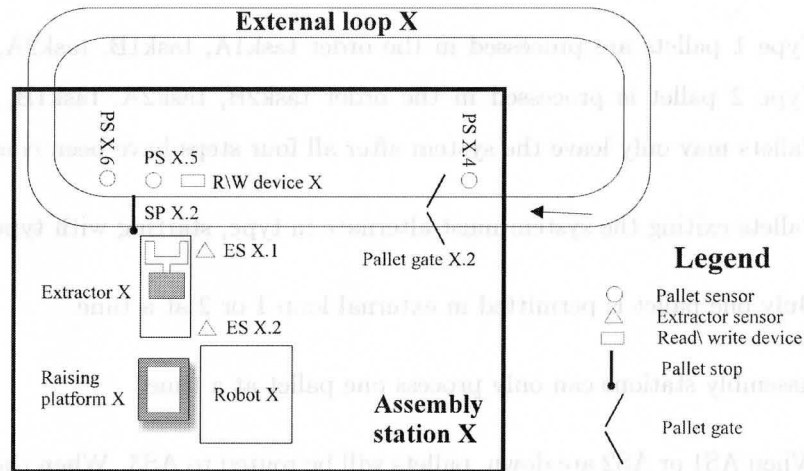 External loop X
PS X.6
PS X.5
PS X.4
R\W device X
SP X.2
Pallet gate X.2
ES X.1
Extractor X
ES X.2
Raising
platform X
Robot X
Assembly
station X
Legend
Pallet sensor
Extractor sensor
Read\ write device
Pallet stop
Pallet gate